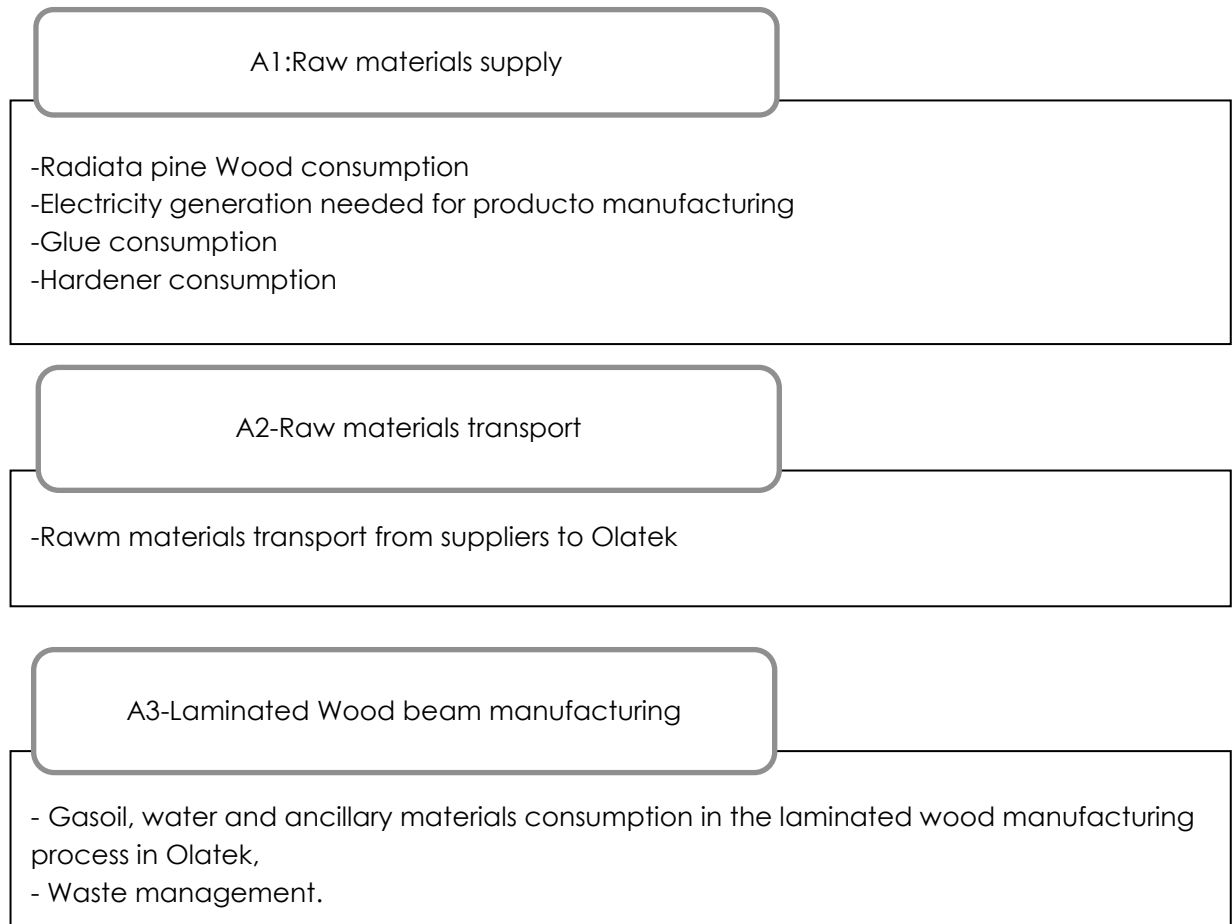 A1:Raw materials supply
-Radiata pine Wood consumption
-Electricity generation needed for producto manufacturing
-Glue consumption
-Hardener consumption
A2-Raw materials transport
-Rawm materials transport from suppliers to Olatek
A3-Laminated Wood beam manufacturing
- Gasoil, water and ancillary materials consumption in the laminated wood manufacturing
process in Olatek,
- Waste management.